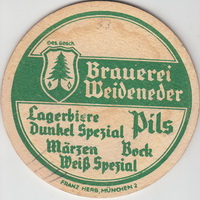 Ges. Gesch.
Brauerei
Weideneder
Lagerbiere
Dunkel Spezial Pils
Märzen Bock
Weiß Spezial
FRANZ HERB, MÜNCHEN 2